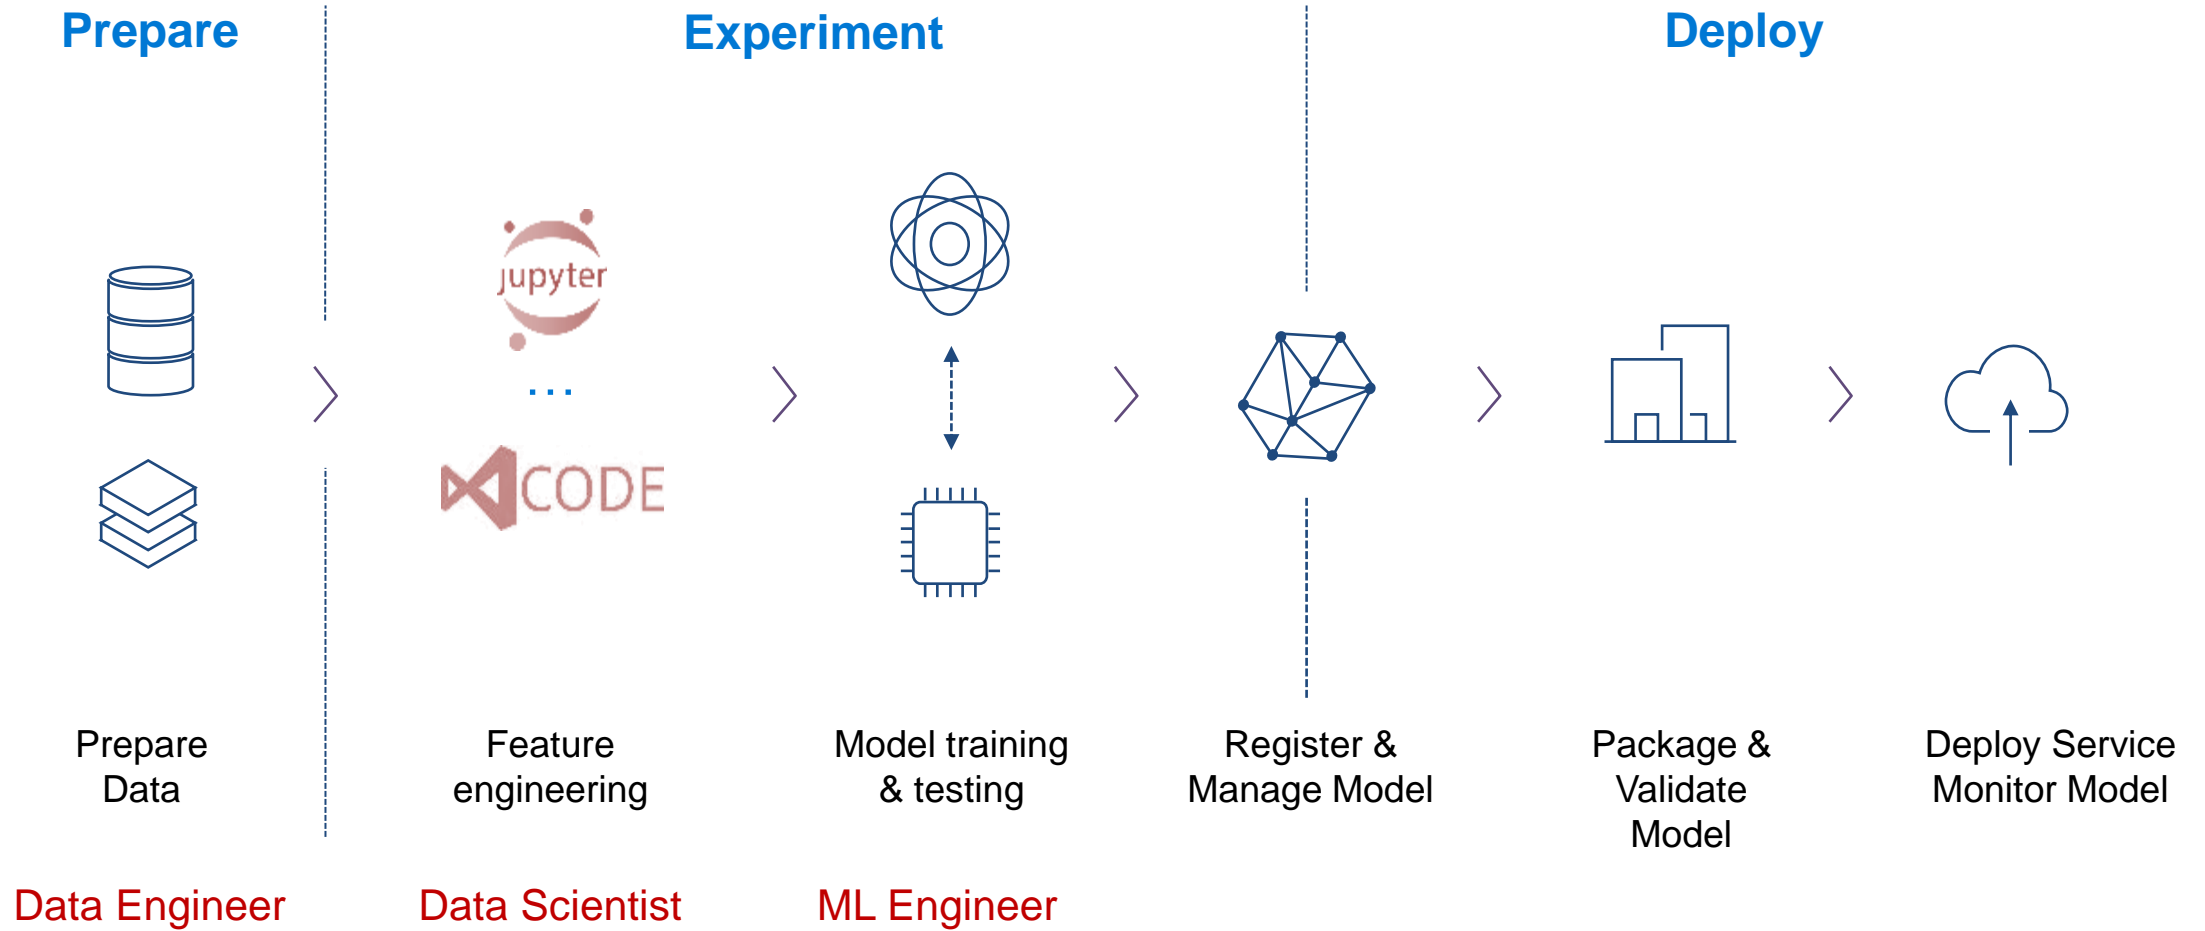 Prepare
Experiment
Deploy
jupyter
...
CODE
Prepare
Data
Feature
engineering
Model training
& testing
Register &
Manage Model
Package &
Validate
Model
Deploy Service
Monitor Model
Data Engineer
Data Scientist
ML Engineer